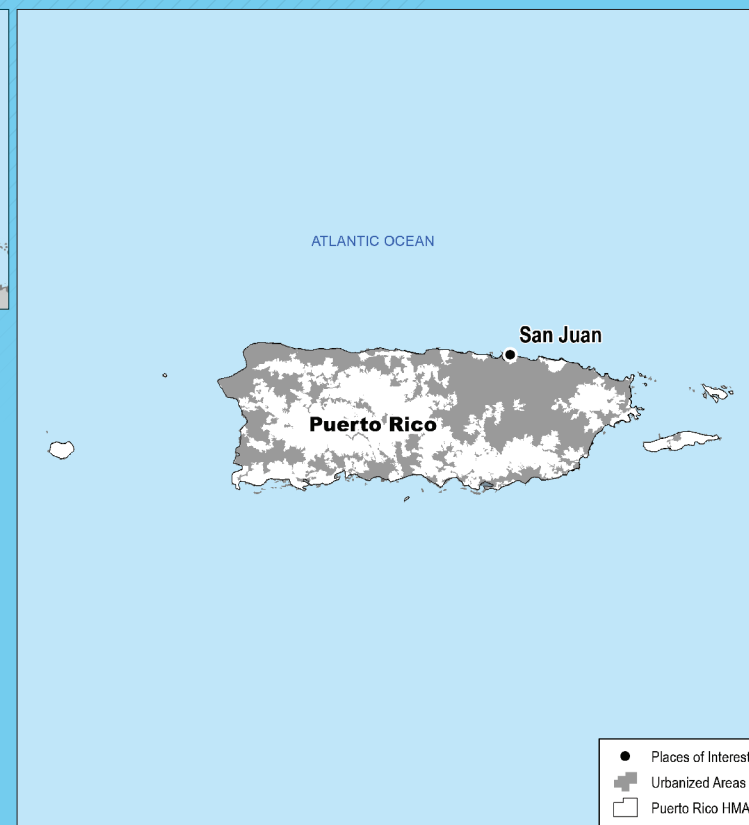 ATLANTIC OCEAN
San Juan
Puerto Rico
Places of Interest
Urbanized Areas
Puerto Rico HMA